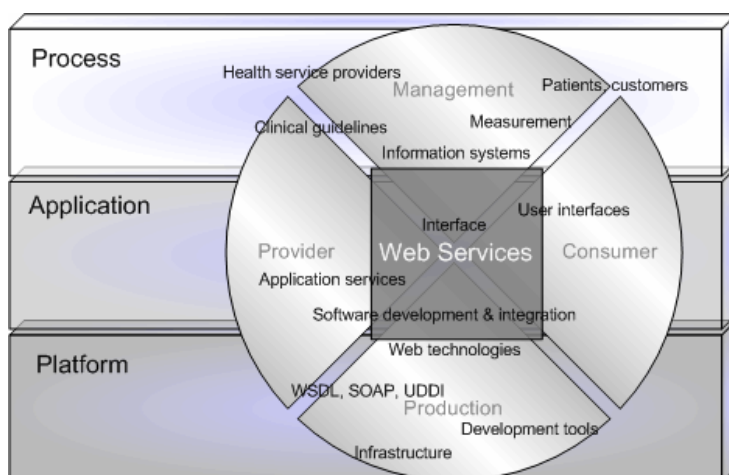 Process
Health service providers
Management
Patients, customers
Clinical guidelines
Measurement
Information systems
Application
User interfaces
Interface
Provider
Web Services
Consumer
Application services
Software development & integration
Platform
Web technologies
WSDL, SOAP, UDDI
Production
Development tools
Infrastructure